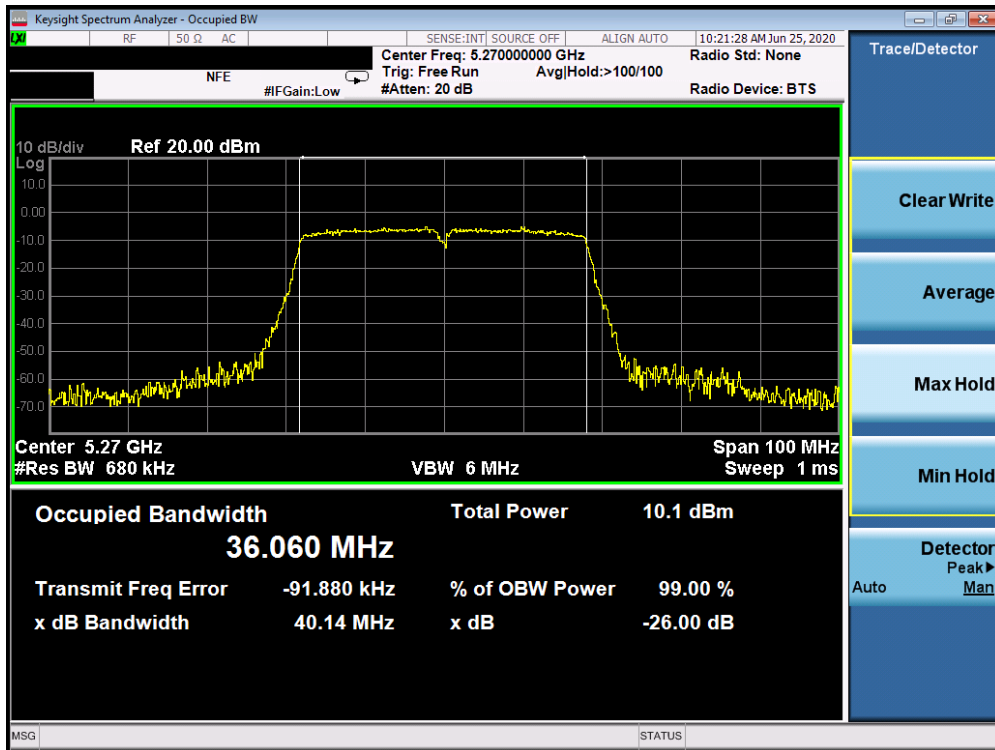 Keysight Spectrum Analyzer - Occupied BW
LXI RF 50 Ω AC SENSE:INT SOURCE OFF ALIGN AUTO 10:21:28 AM Jun 25, 2020
Center Freq: 5.270000000 GHz Radio Std: None
NFE Trig: Free Run Avg|Hold:>100/100
#IFGain:Low #Atten: 20 dB Radio Device: BTS
Trace/Detector
10 dB/div Ref 20.00 dBm
Log
10.0
0.00
-10.0
-20.0
-30.0
-40.0
-50.0
-60.0
-70.0
Center 5.27 GHz Span 100 MHz
#Res BW 680 kHz VBW 6 MHz Sweep 1 ms
Occupied Bandwidth Total Power 10.1 dBm
36.060 MHz
Transmit Freq Error -91.880 kHz % of OBW Power 99.00 %
x dB Bandwidth 40.14 MHz x dB -26.00 dB
Clear Write
Average
Max Hold
Min Hold
Detector
Peak▶
Auto Man
MSG STATUS